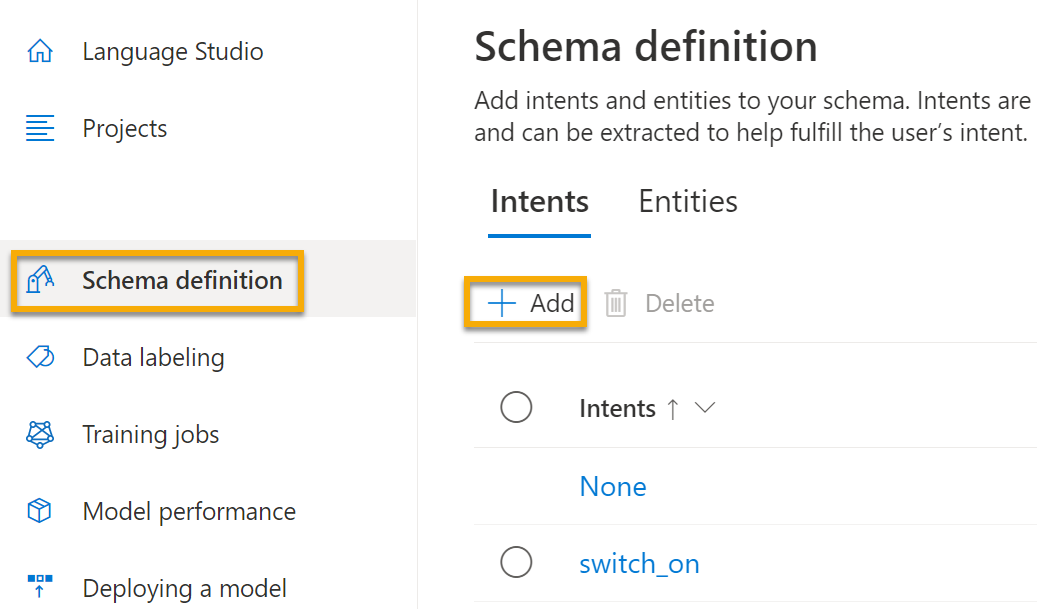 Language Studio
Projects
Schema definition
Data labeling
Training jobs
Model performance
Deploying a model
Schema definition
Add intents and entities to your schema. Intents are
and can be extracted to help fulfill the user’s intent.
Intents
Entities
Add
Delete
Intents
None
switch_on